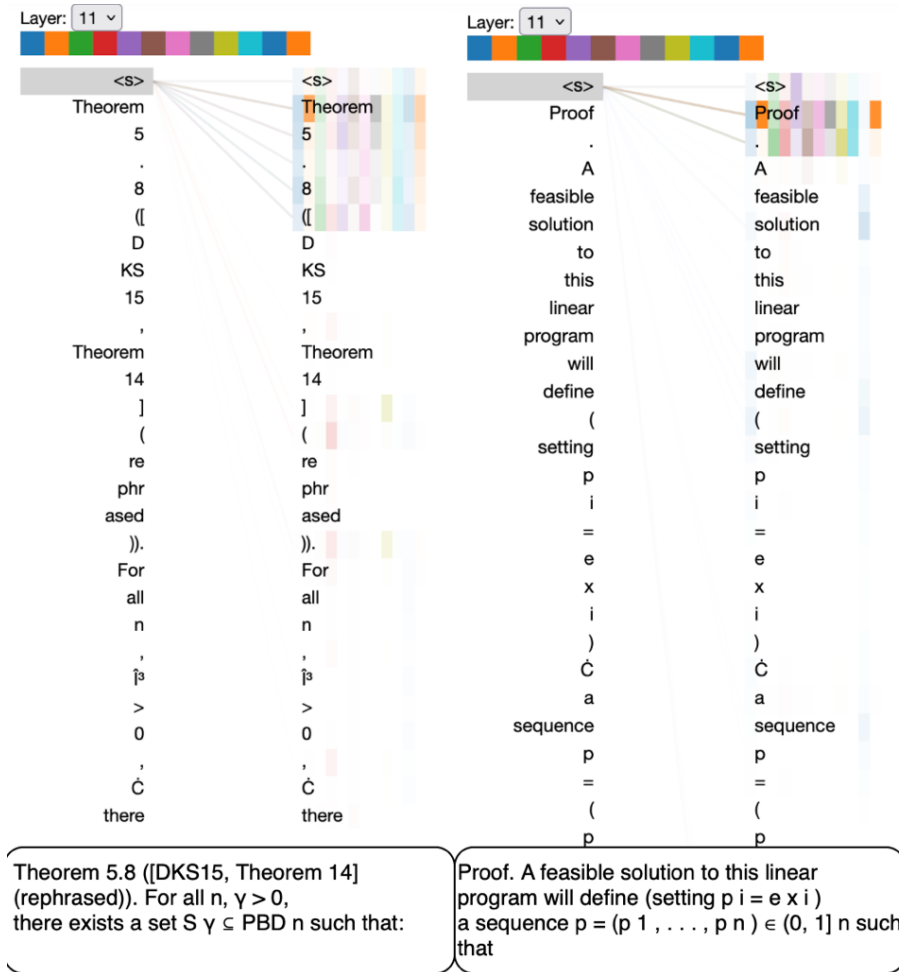 Layer: 11
<s> <s>
Theorem Theorem
5 5
. .
8 8
([ ([
D D
KS KS
15 15
, ,
Theorem Theorem
14 14
] ]
( (
re re
phr phr
ased ased
)). )).
For For
all all
n n
, ,
γ γ
> >
0 0
, ,
Ċ Ċ
there there
Theorem 5.8 ([DKS15, Theorem 14]
(rephrased)). For all n, γ > 0,
there exists a set S γ ⊆ PBD n such that:
Layer: 11
<s> <s>
Proof Proof
. .
A A
feasible feasible
solution solution
to to
this this
linear linear
program program
will will
define define
( (
setting setting
p p
i i
= =
e e
x x
i i
) )
Ċ Ċ
a a
sequence sequence
p p
= =
( (
p p
Proof. A feasible solution to this linear
program will define (setting p i = e x i )
a sequence p = (p 1 , . . . , p n ) ∈ (0, 1] n such
that